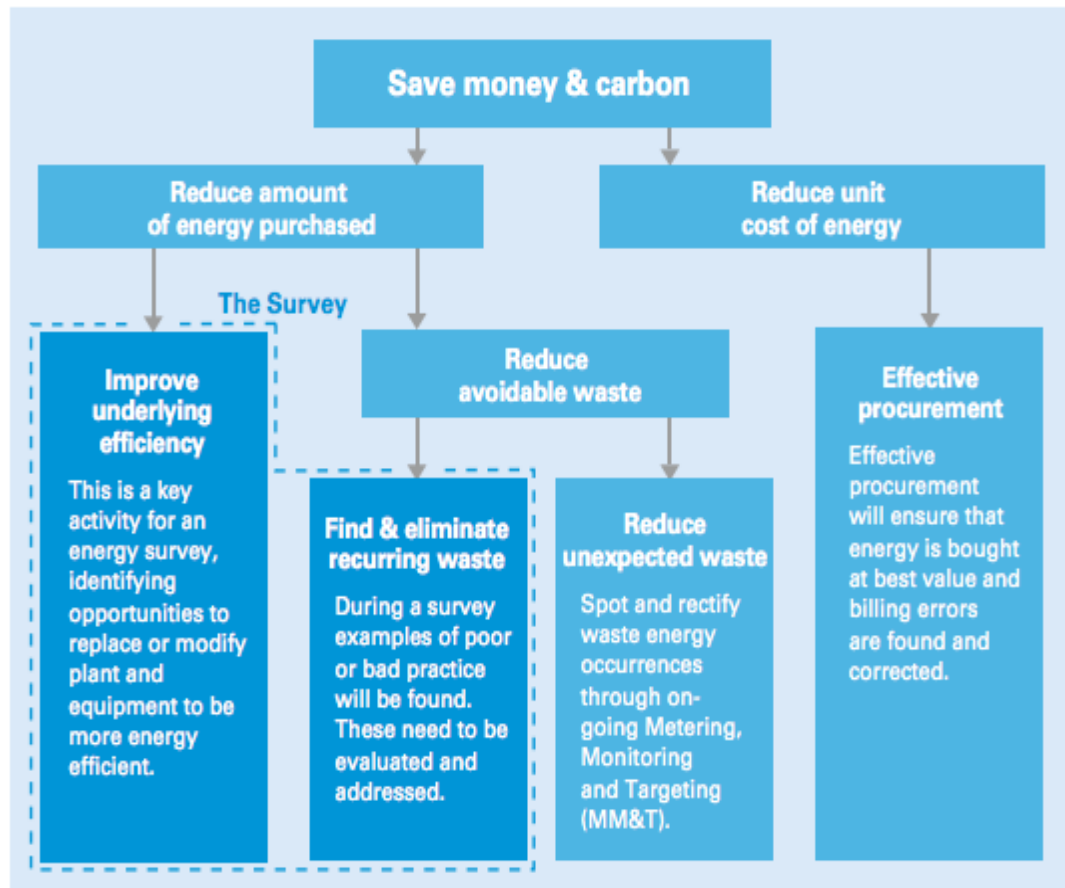 Save money & carbon
Reduce amount
of energy purchased
Reduce unit
cost of energy
The Survey
Improve
underlying
efficiency
This is a key
activity for an
energy survey,
identifying
opportunities to
replace or modify
plant and
equipment to be
more energy
efficient.
Reduce
avoidable waste
Find & eliminate
recurring waste
During a survey
examples of poor
or bad practice
will be found.
These need to be
evaluated and
addressed.
Reduce
unexpected waste
Spot and rectify
waste energy
occurrences
through on-
going Metering,
Monitoring
and Targeting
(MM&T).
Effective
procurement
Effective
procurement
will ensure that
energy is bought
at best value and
billing errors
are found and
corrected.